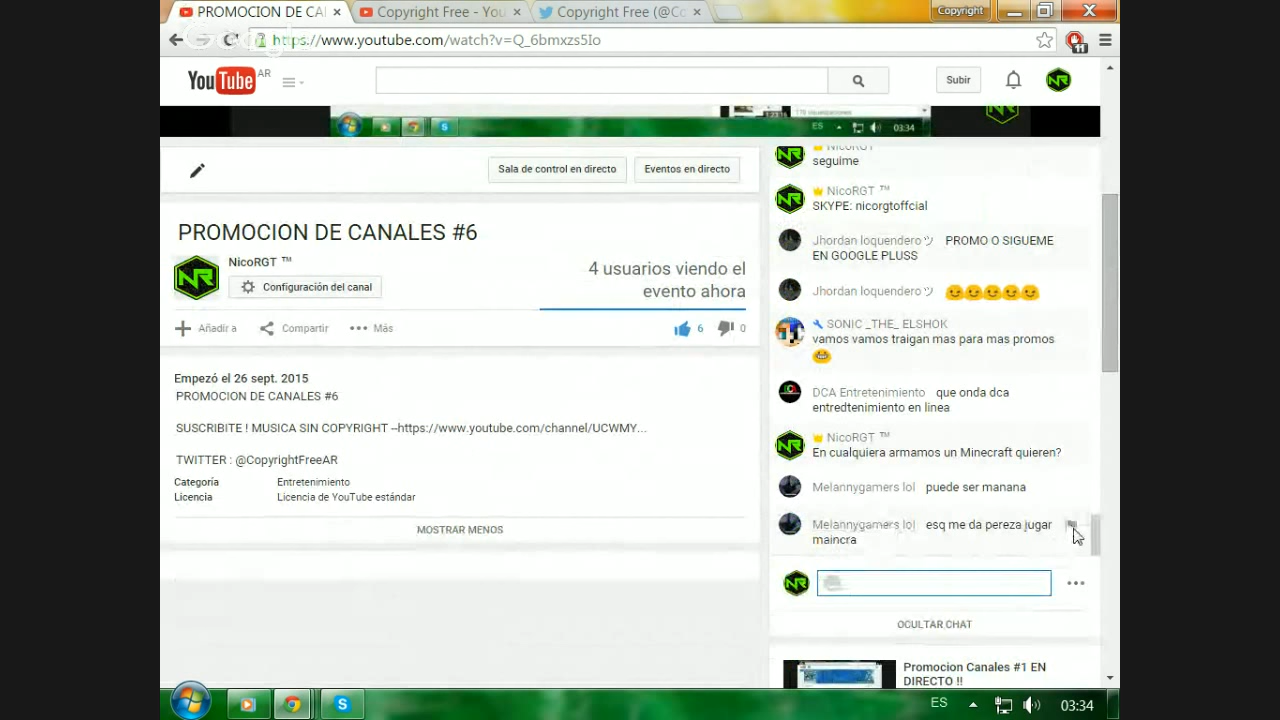 PROMOCION DE CA
Copyright Free - You
Copyright Free (@Co
Copyright
https://www.youtube.com/watch?v=Q_6bmxzs5Io
11
YouTube AR
Subir
NR
ES 03:34
Sala de control en directo
Eventos en directo
PROMOCION DE CANALES #6
NicoRGT ™
Configuración del canal
4 usuarios viendo el
evento ahora
Añadir a
Compartir
Más
6
0
Empezó el 26 sept. 2015
PROMOCION DE CANALES #6
SUSCRIBITE ! MUSICA SIN COPYRIGHT --https://www.youtube.com/channel/UCWMY...
TWITTER : @CopyrightFreeAR
Categoría Entretenimiento
Licencia Licencia de YouTube estándar
MOSTRAR MENOS
NicoRGT ™
seguime
NicoRGT ™
SKYPE: nicorgtoffcial
Jhordan loquendero ツ PROMO O SIGUEME
EN GOOGLE PLUSS
Jhordan loquendero ツ
SONIC _THE_ ELSHOK
vamos vamos traigan mas para mas promos
DCA Entretenimiento que onda dca
entredtenimiento en linea
NicoRGT ™
En cualquiera armamos un Minecraft quieren?
Melannygamers lol puede ser manana
Melannygamers lol esq me da pereza jugar
maincra
OCULTAR CHAT
Promocion Canales #1 EN
DIRECTO !!
ES 03:34